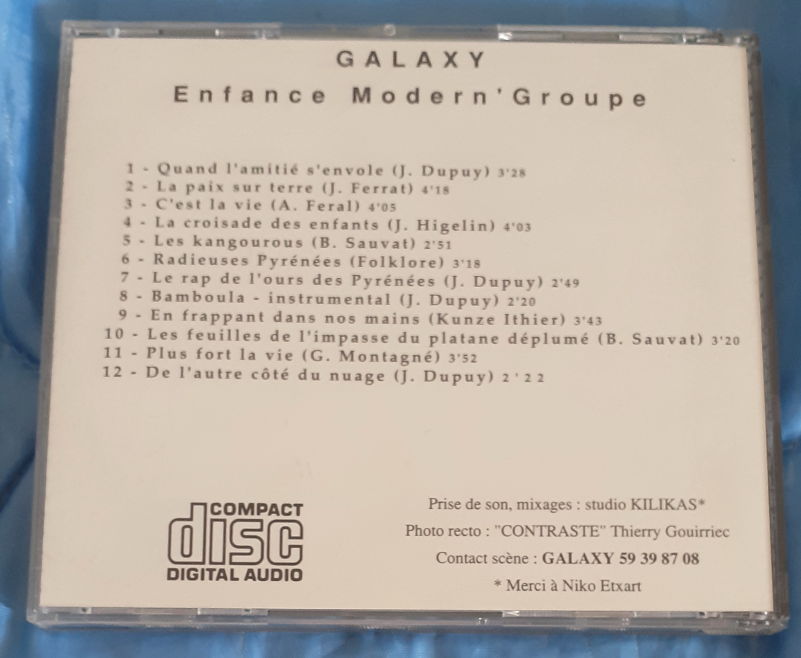 GALAXY
Enfance Modern'Groupe
1 - Quand l'amitié s'envole (J. Dupuy) 3'28
2 - La paix sur terre (J. Ferrat) 4'18
3 - C'est la vie (A. Feral) 4'05
4 - La croisade des enfants (J. Higelin) 4'03
5 - Les kangourous (B. Sauvat) 2'51
6 - Radieuses Pyrénées (Folklore) 3'18
7 - Le rap de l'ours des Pyrénées (J. Dupuy) 2'49
8 - Bamboula - instrumental (J. Dupuy) 2'20
9 - En frappant dans nos mains (Kunze Ithier) 3'43
10 - Les feuilles de l'impasse du platane déplumé (B. Sauvat) 3'20
11 - Plus fort la vie (G. Montagné) 3'52
12 - De l'autre côté du nuage (J. Dupuy) 2'22
COMPACT
disc
DIGITAL AUDIO
Prise de son, mixages : studio KILIKAS*
Photo recto : "CONTRASTE" Thierry Gouirriec
Contact scène : GALAXY 59 39 87 08
* Merci à Niko Etxart